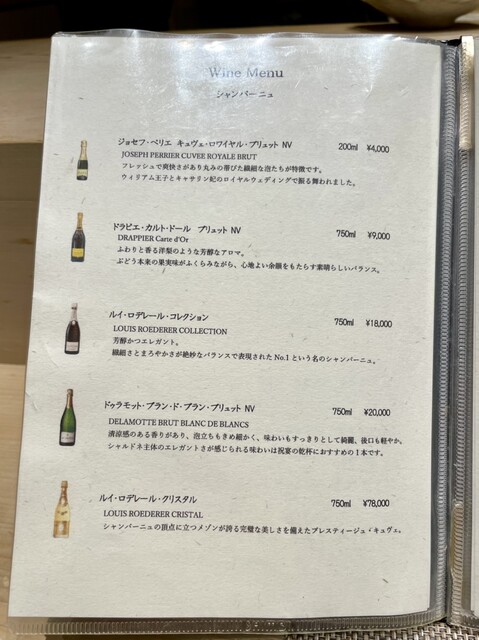 Wine Menu
シャンパーニュ
ジョセフ・ペリエ キュヴェ・ロワイヤル・ブリュット NV 200ml ¥4,000
JOSEPH PERRIER CUVEE ROYALE BRUT
フレッシュで爽快さがあり丸みの帯びた繊細な泡たちが特徴です。
ウィリアム王子とキャサリン妃のロイヤルウェディングで振る舞われました。
ドラピエ・カルト・ドール ブリュット NV 750ml ¥9,000
DRAPPIER Carte d'Or
ふわりと香る洋梨のような芳醇なアロマ。
ぶどう本来の果実味がふくらみながら、心地よい余韻をもたらす素晴らしいバランス。
ルイ・ロデレール・コレクション 750ml ¥18,000
LOUIS ROEDERER COLLECTION
芳醇かつエレガント。
繊細さとまろやかさが絶妙なバランスで表現された No.1 という名のシャンパーニュ。
ドゥラモット・ブラン・ド・ブラン・ブリュット NV 750ml ¥20,000
DELAMOTTE BRUT BLANC DE BLANCS
清涼感のある香りがあり、泡立ちもきめ細かく、味わいもすっきりとして綺麗、後口も軽やか。
シャルドネ主体のエレガントさが感じられる味わいは祝宴の乾杯におすすめの1本です。
ルイ・ロデレール・クリスタル 750ml ¥78,000
LOUIS ROEDERER CRISTAL
シャンパーニュの頂点に立つメゾンが誇る完璧な美しさを備えたプレスティージュ・キュヴェ。